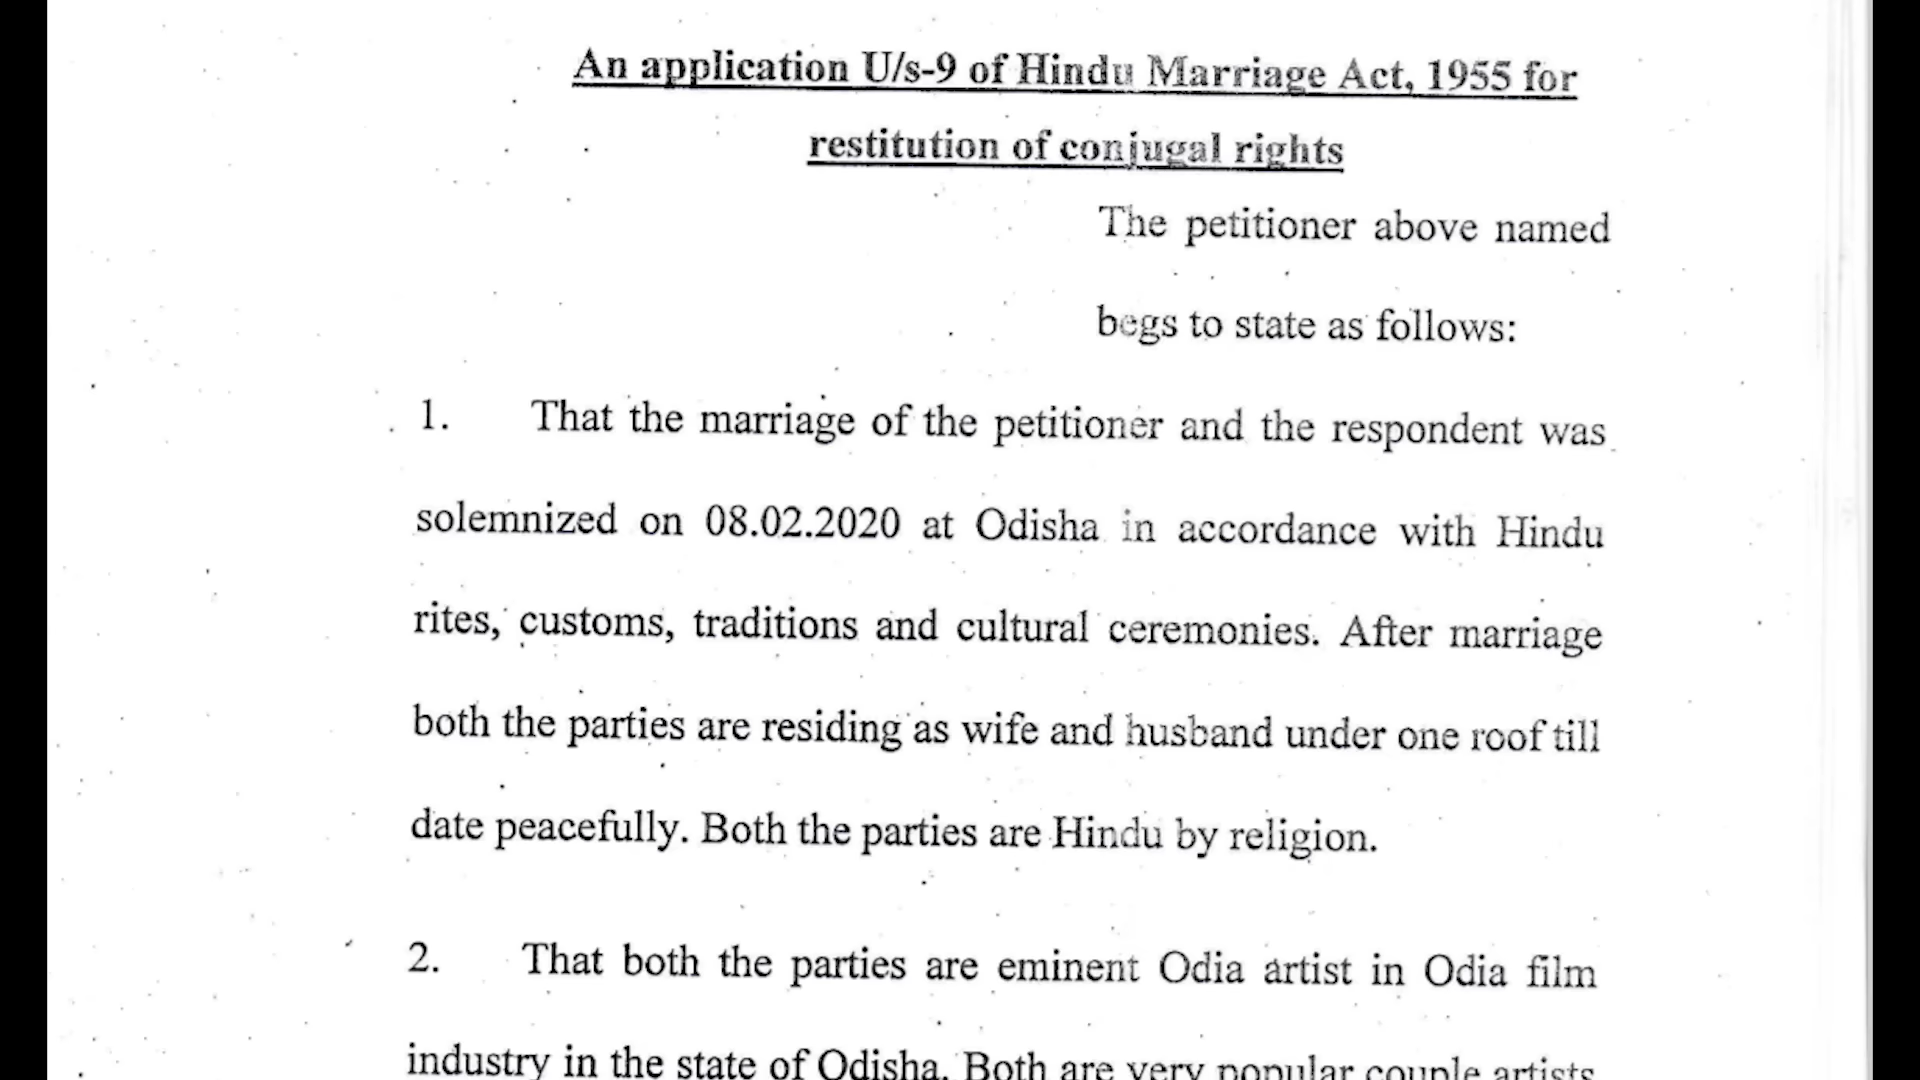 An application U/s-9 of Hindu Marriage Act, 1955 for
restitution of conjugal rights
The petitioner above named
begs to state as follows:
1. That the marriage of the petitioner and the respondent was
solemnized on 08.02.2020 at Odisha in accordance with Hindu
rites, customs, traditions and cultural ceremonies. After marriage
both the parties are residing as wife and husband under one roof till
date peacefully. Both the parties are Hindu by religion.
2. That both the parties are eminent Odia artist in Odia film
industry in the state of Odisha. Both are very popular couple artists